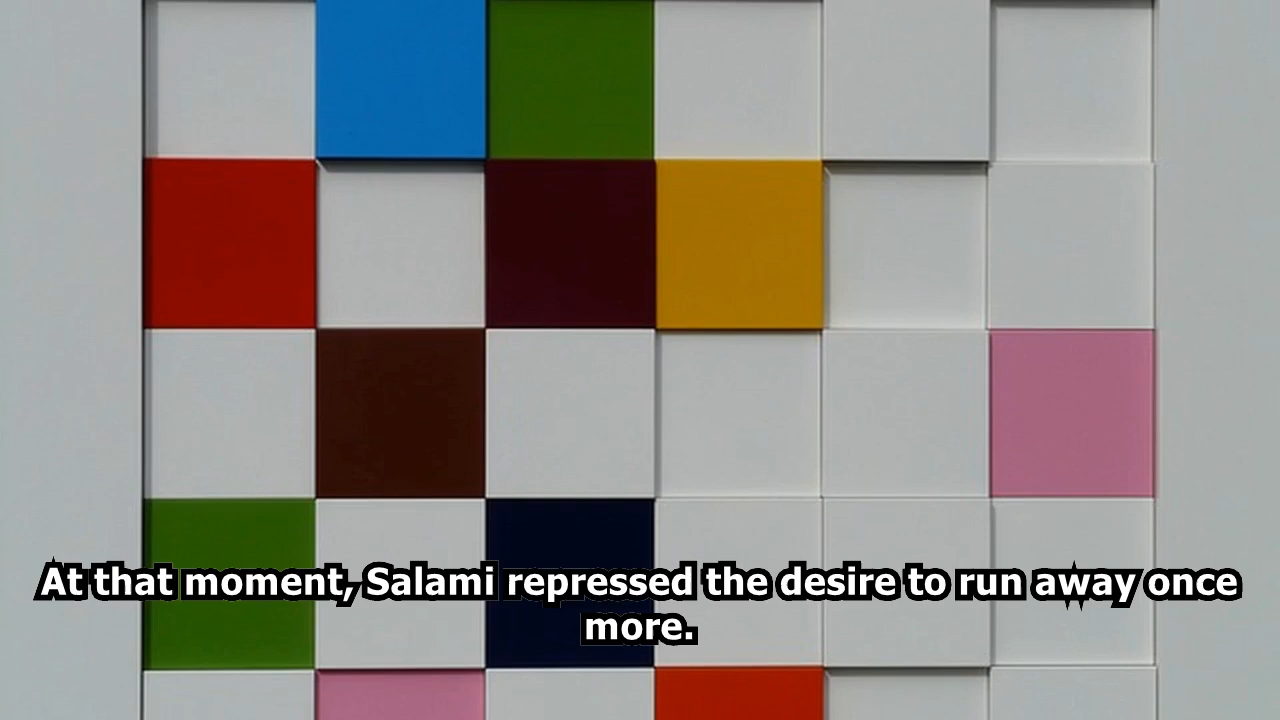 At that moment, Salami repressed the desire to run away once
more.